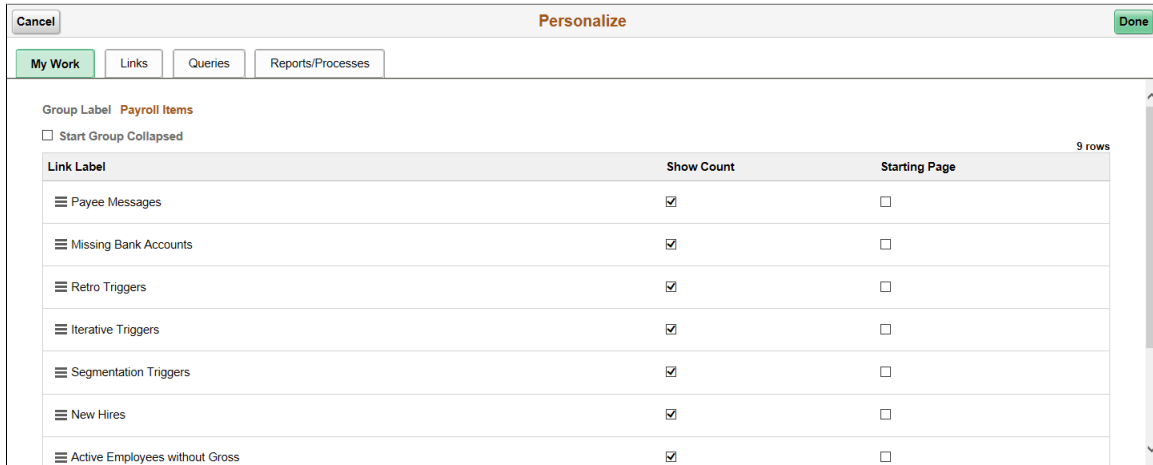 Cancel Personalize Done
My Work Links Queries Reports/Processes
Group Label Payroll Items
Start Group Collapsed
9 rows
Link Label Show Count Starting Page
Payee Messages
Missing Bank Accounts
Retro Triggers
Iterative Triggers
Segmentation Triggers
New Hires
Active Employees without Gross